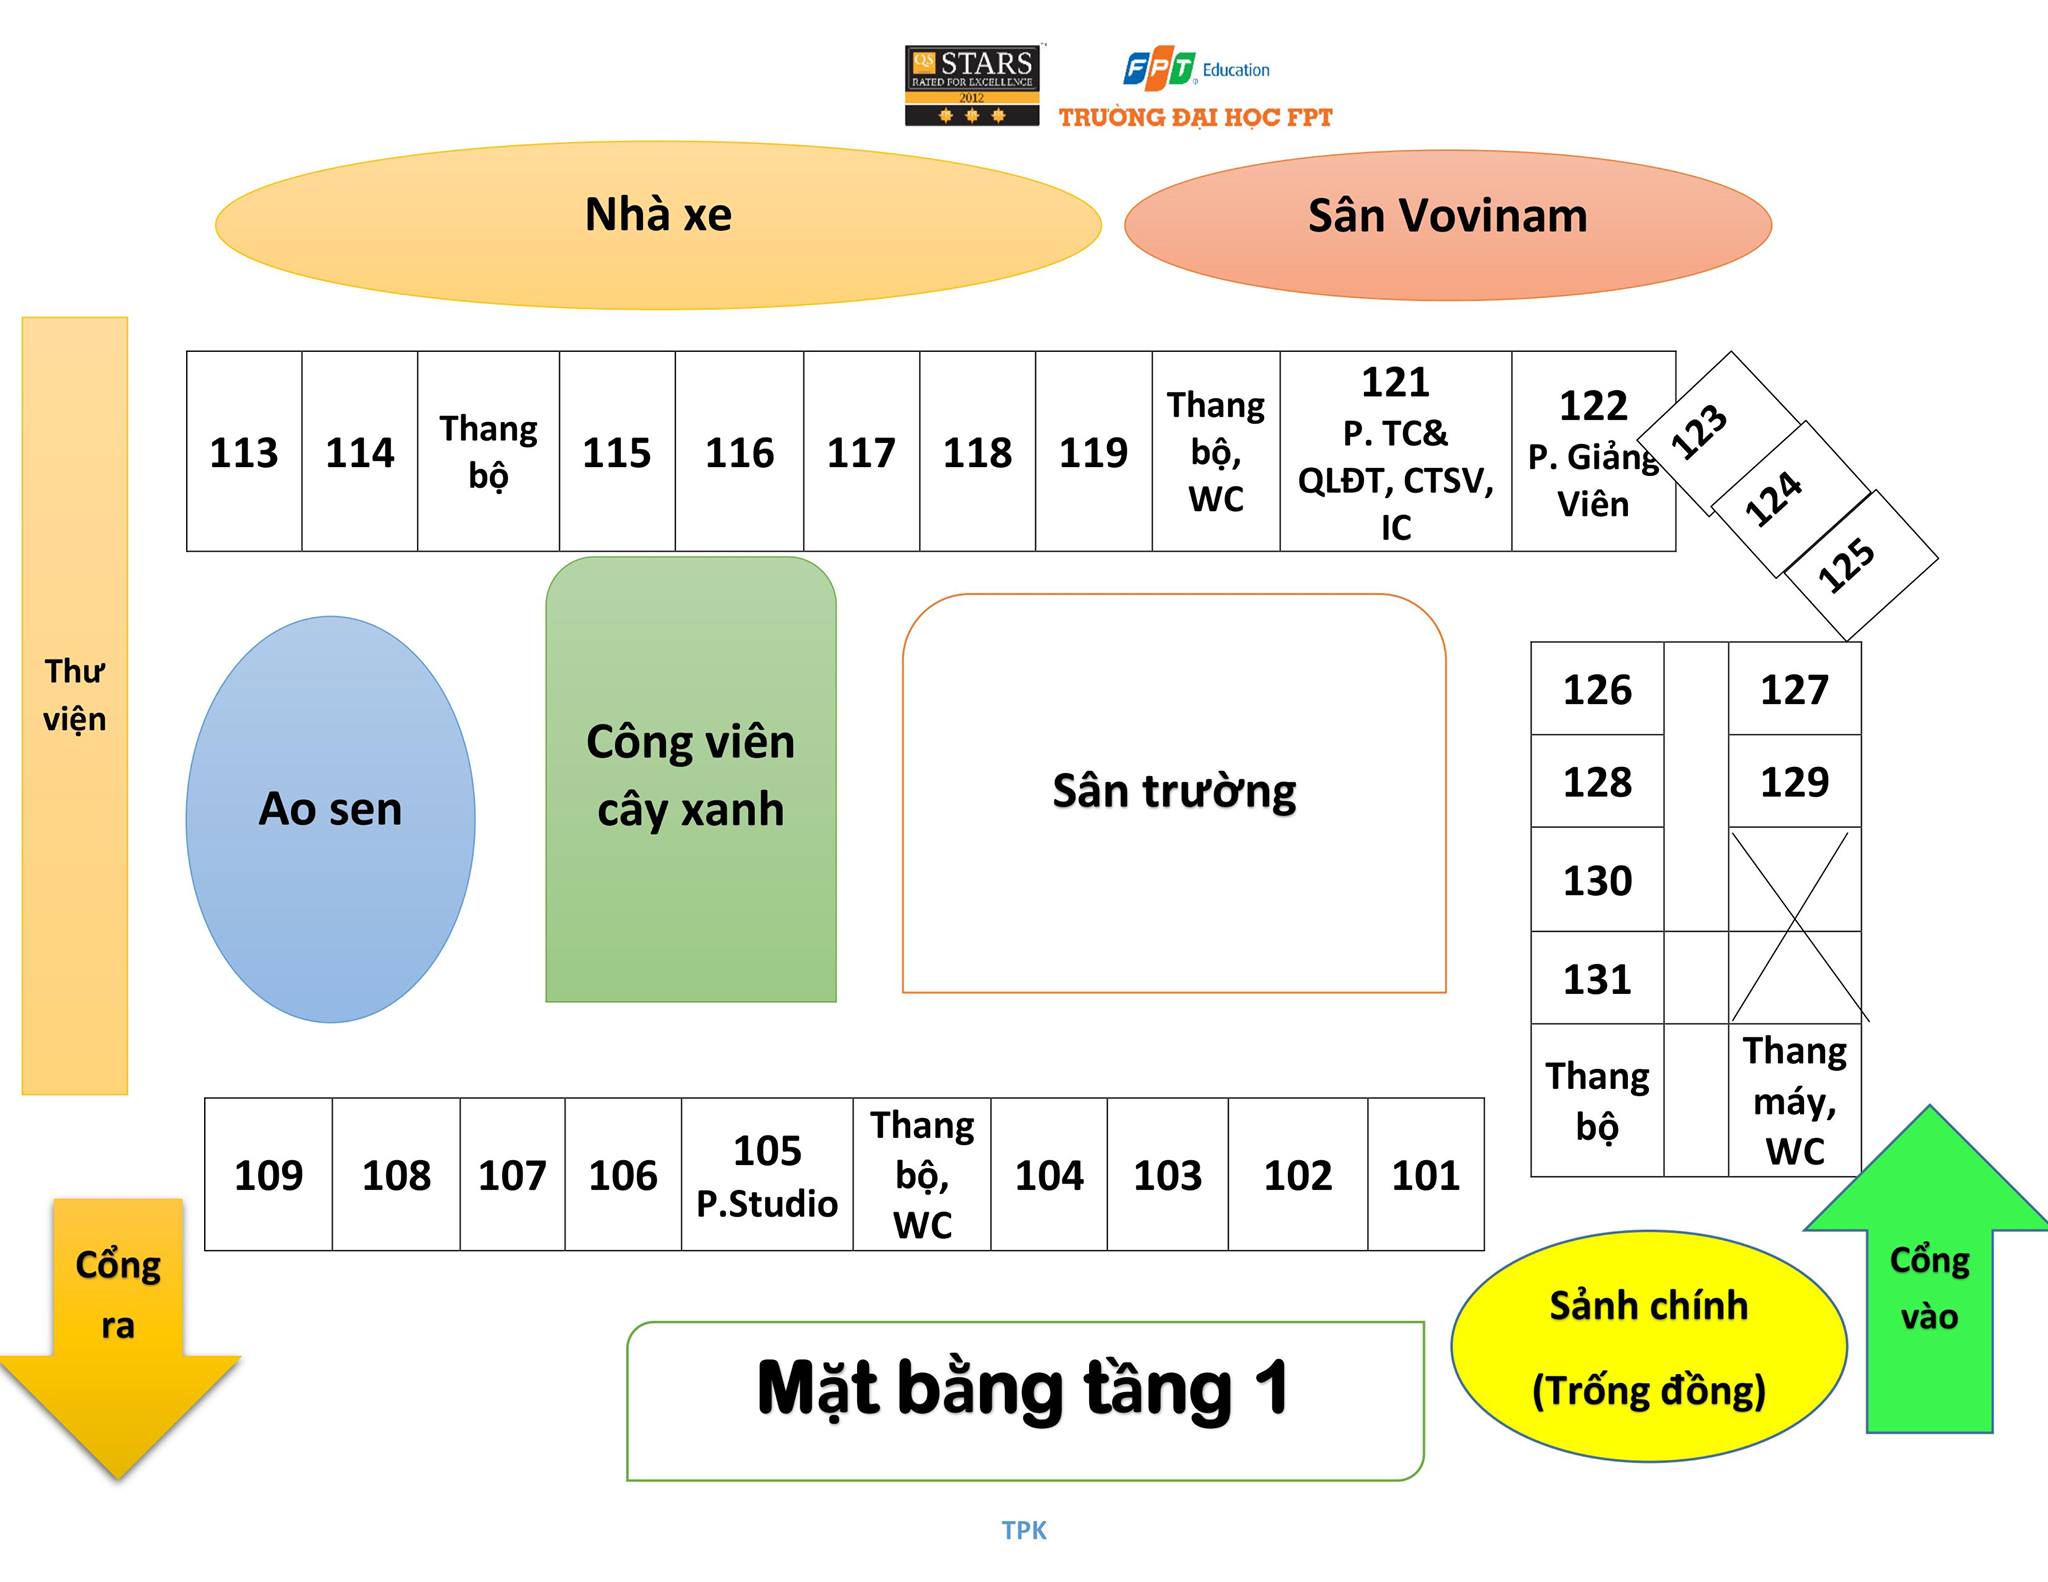 QS STARS
RATED FOR EXCELLENCE
2012
FPT Education
TRƯỜNG ĐẠI HỌC FPT
Nhà xe
Sân Vovinam
113
114
Thang
bộ
115
116
117
118
119
Thang
bộ,
WC
121
P. TC&
QLĐT, CTSV,
IC
122
P. Giảng
Viên
123
124
125
Thư
viện
Ao sen
Công viên
cây xanh
Sân trường
126
127
128
129
130
131
Thang
bộ
Thang
máy,
WC
109
108
107
106
105
P.Studio
Thang
bộ,
WC
104
103
102
101
Cổng
ra
Mặt bằng tầng 1
Sảnh chính
(Trống đồng)
Cổng
vào
TPK